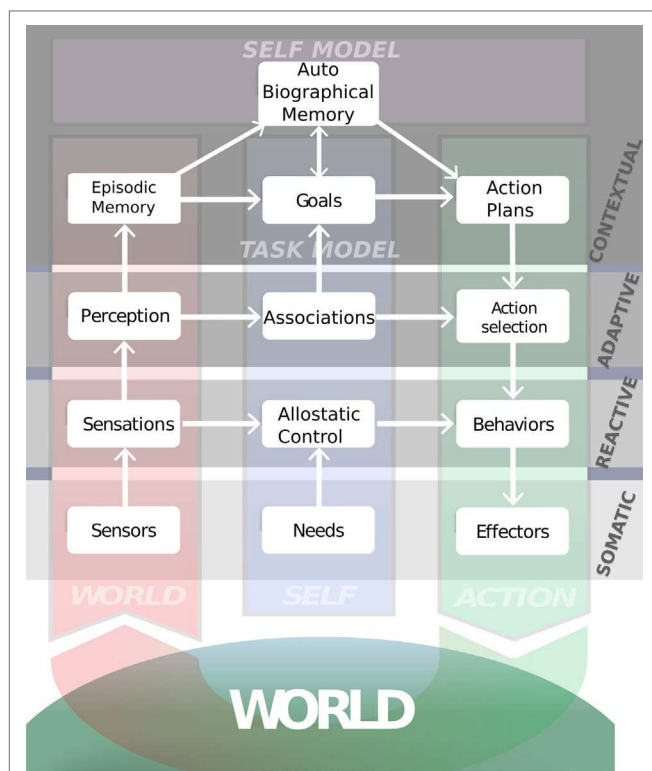 SELF MODEL
Auto
Biographical
Memory
Episodic
Memory
Goals
Action
Plans
CONTEXTUAL
TASK MODEL
Perception
Associations
Action
selection
ADAPTIVE
Sensations
Allostatic
Control
Behaviors
REACTIVE
Sensors
Needs
Effectors
SOMATIC
WORLD
SELF
ACTION
WORLD